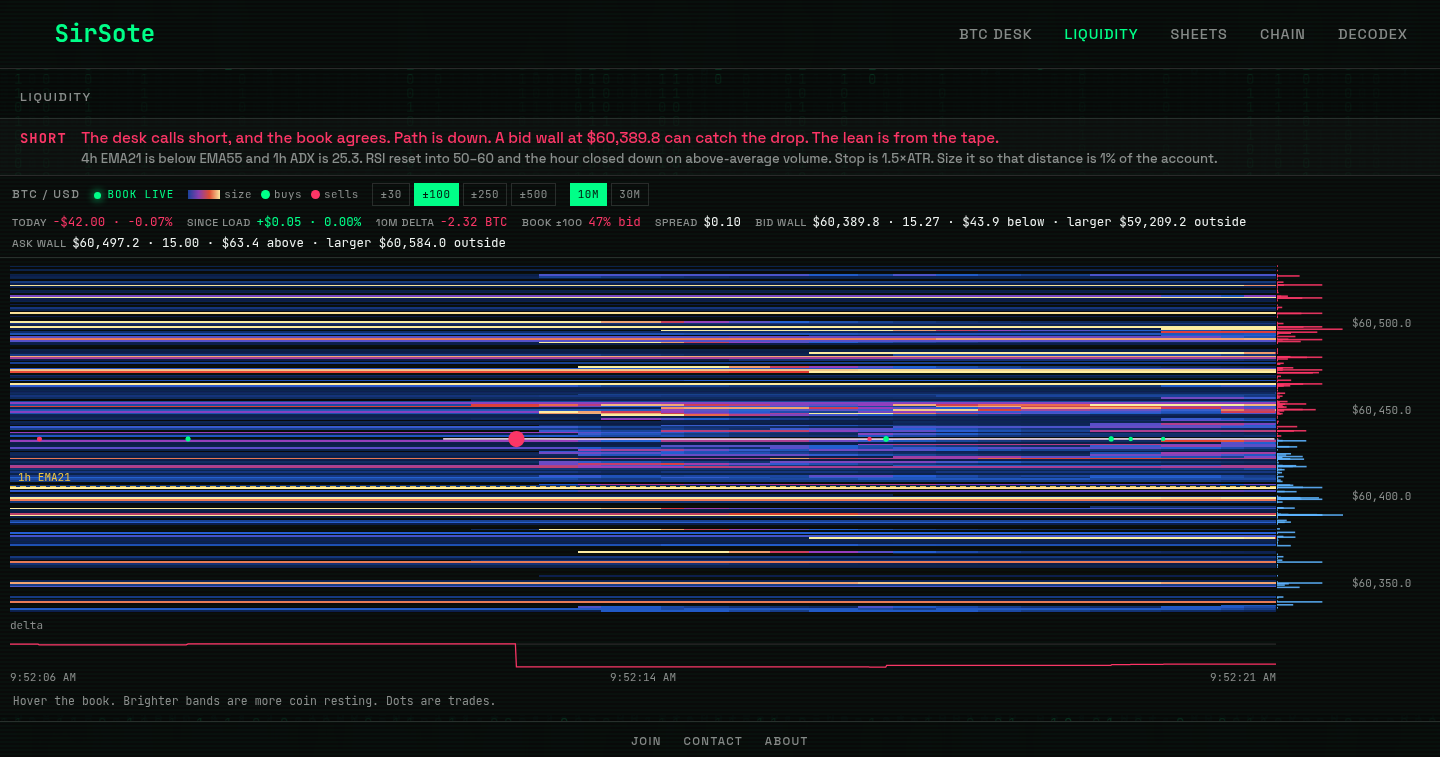 SirSote
BTC DESK LIQUIDITY SHEETS CHAIN DECODEX
LIQUIDITY
SHORT The desk calls short, and the book agrees. Path is down. A bid wall at $60,389.8 can catch the drop. The lean is from the tape.
4h EMA21 is below EMA55 and 1h ADX is 25.3. RSI reset into 50–60 and the hour closed down on above-average volume. Stop is 1.5×ATR. Size it so that distance is 1% of the account.
BTC / USD BOOK LIVE size buys sells ±30 ±100 ±250 ±500 10M 30M
TODAY -$42.00 · -0.07% SINCE LOAD +$0.05 · 0.00% 10M DELTA -2.32 BTC BOOK ±100 47% bid SPREAD $0.10 BID WALL $60,389.8 · 15.27 · $43.9 below · larger $59,209.2 outside
ASK WALL $60,497.2 · 15.00 · $63.4 above · larger $60,584.0 outside
$60,500.0
$60,450.0
1h EMA21
$60,400.0
$60,350.0
delta
9:52:06 AM 9:52:14 AM 9:52:21 AM
Hover the book. Brighter bands are more coin resting. Dots are trades.
JOIN CONTACT ABOUT